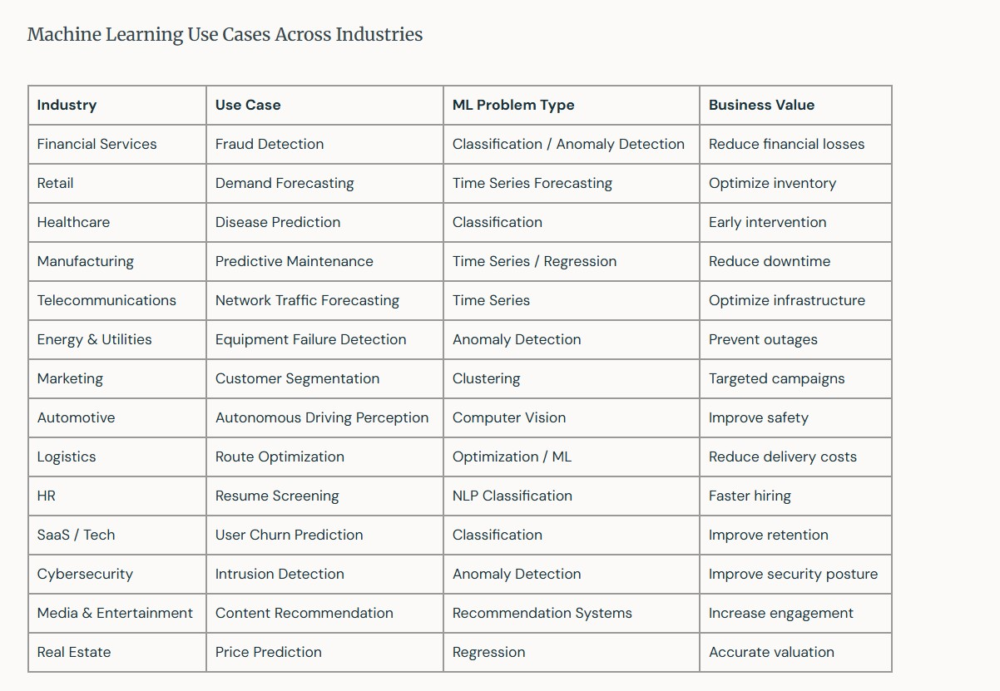 Machine Learning Use Cases Across Industries
Industry Use Case ML Problem Type Business Value
Financial Services Fraud Detection Classification / Anomaly Detection Reduce financial losses
Retail Demand Forecasting Time Series Forecasting Optimize inventory
Healthcare Disease Prediction Classification Early intervention
Manufacturing Predictive Maintenance Time Series / Regression Reduce downtime
Telecommunications Network Traffic Forecasting Time Series Optimize infrastructure
Energy & Utilities Equipment Failure Detection Anomaly Detection Prevent outages
Marketing Customer Segmentation Clustering Targeted campaigns
Automotive Autonomous Driving Perception Computer Vision Improve safety
Logistics Route Optimization Optimization / ML Reduce delivery costs
HR Resume Screening NLP Classification Faster hiring
SaaS / Tech User Churn Prediction Classification Improve retention
Cybersecurity Intrusion Detection Anomaly Detection Improve security posture
Media & Entertainment Content Recommendation Recommendation Systems Increase engagement
Real Estate Price Prediction Regression Accurate valuation